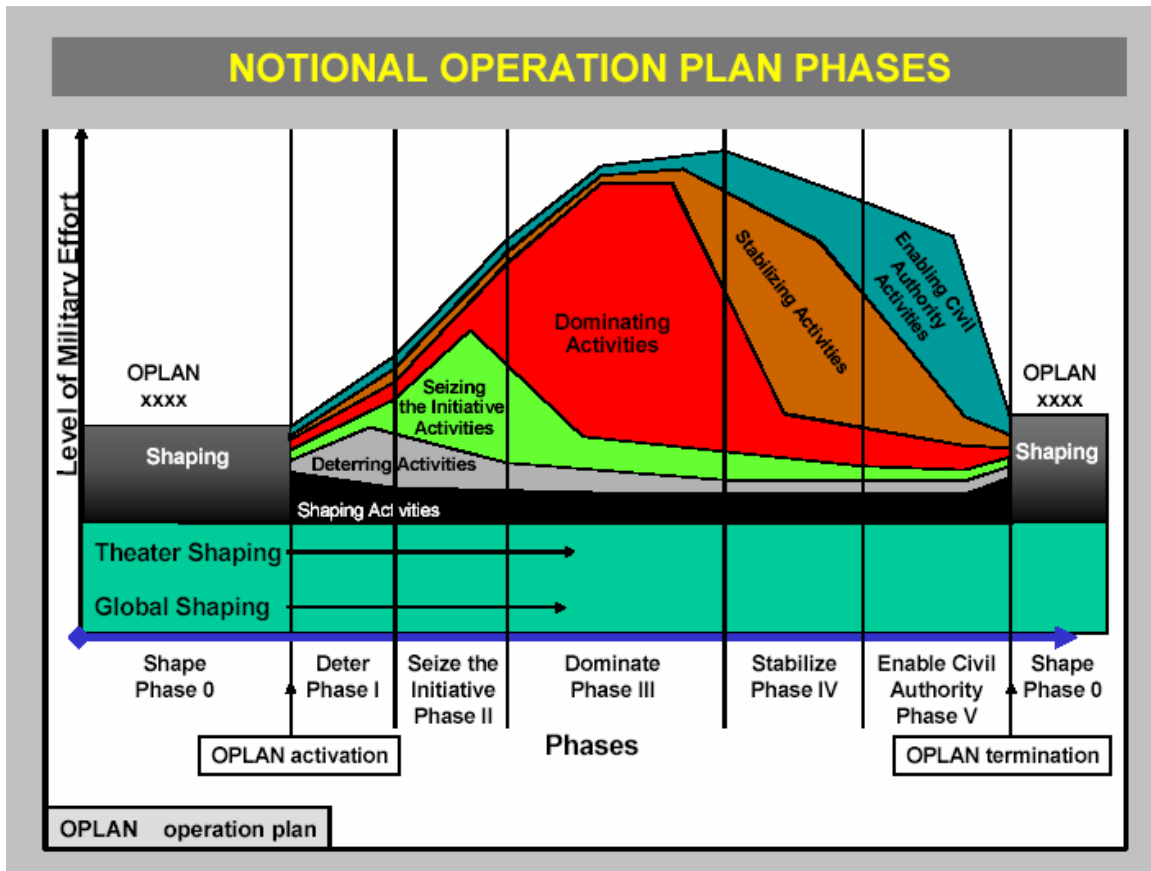 NOTIONAL OPERATION PLAN PHASES
Level of Military Effort
OPLAN
xxxx
Shaping
Seizing
the Initiative
Activities
Deterring Activities
Shaping Activities
Dominating
Activities
Stabilizing Activities
Enabling Civil
Authority
Activities
OPLAN
xxxx
Shaping
Theater Shaping
Global Shaping
Shape
Phase 0
Deter
Phase I
Seize the
Initiative
Phase II
Dominate
Phase III
Stabilize
Phase IV
Enable Civil
Authority
Phase V
Shape
Phase 0
OPLAN activation
Phases
OPLAN termination
OPLAN operation plan